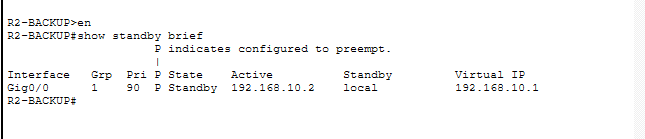 R2-BACKUP>en
R2-BACKUP#show standby brief
                     P indicates configured to preempt.
                     |
Interface   Grp  Pri P State    Active          Standby         Virtual IP
Gig0/0      1    90  P Standby  192.168.10.2    local           192.168.10.1
R2-BACKUP#